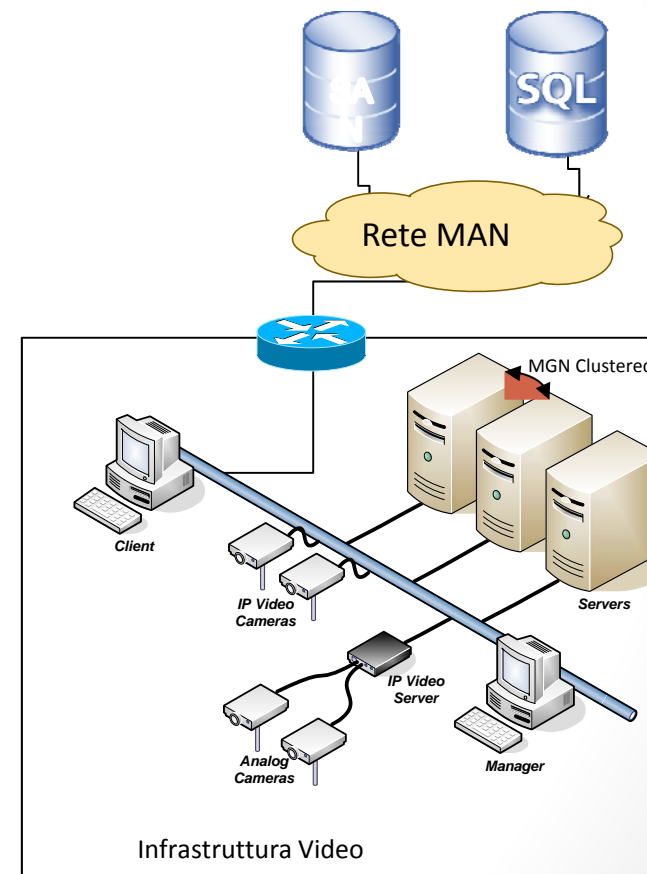 SA
N
SQL
Rete MAN
MGN Clustered
Client
IP Video
Cameras
Servers
IP Video
Server
Analog
Cameras
Manager
Infrastruttura Video